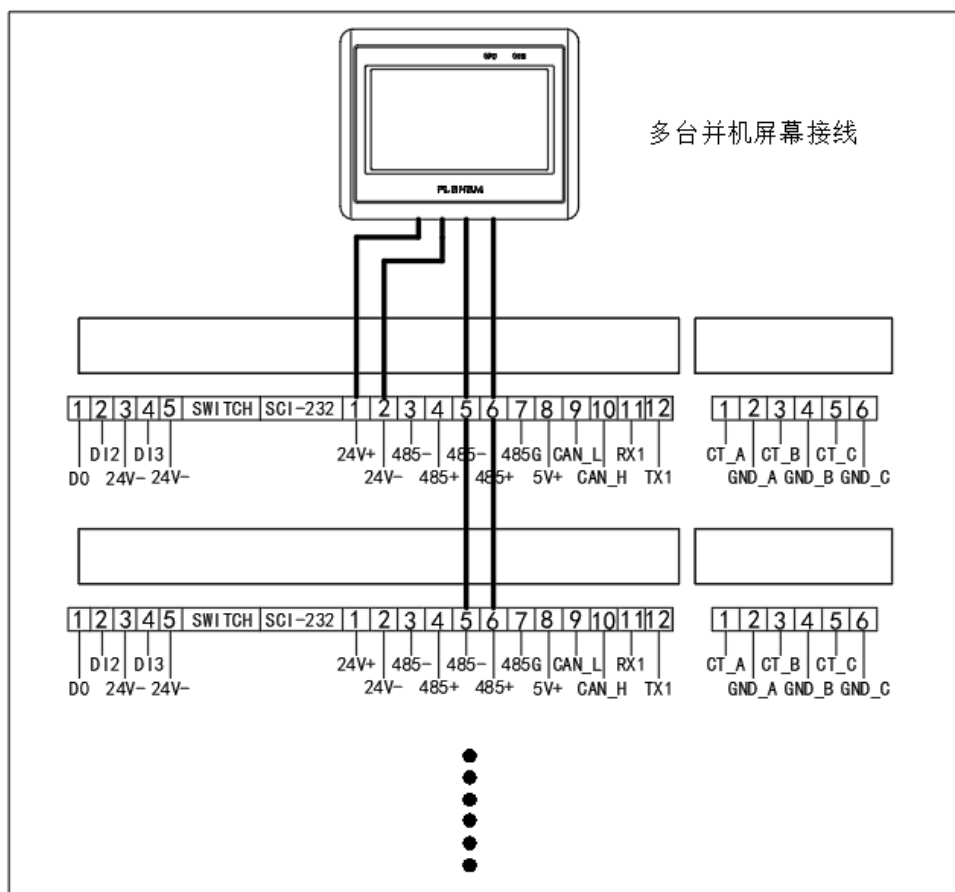 多台并机屏幕接线
1 2 3 4 5 SWITCH SCI-232 1 2 3 4 5 6 7 8 9 10 11 12 1 2 3 4 5 6
DI2 DI3 24V+ 485- 485- 485G CAN_L RX1 CT_A CT_B CT_C
DO 24V- 24V- 24V- 485+ 485+ 5V+ CAN_H TX1 GND_A GND_B GND_C
1 2 3 4 5 SWITCH SCI-232 1 2 3 4 5 6 7 8 9 10 11 12 1 2 3 4 5 6
DI2 DI3 24V+ 485- 485- 485G CAN_L RX1 CT_A CT_B CT_C
DO 24V- 24V- 24V- 485+ 485+ 5V+ CAN_H TX1 GND_A GND_B GND_C